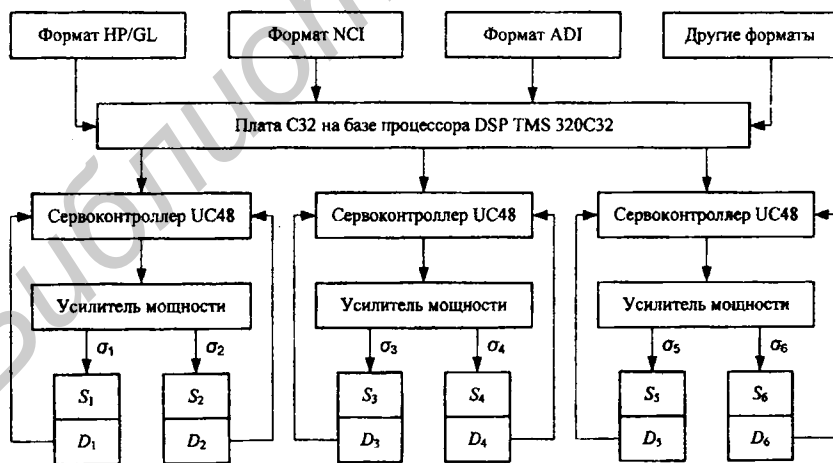 Формат HP/GL
Формат NCI
Формат ADI
Другие форматы
Плата С32 на базе процессора DSP TMS 320C32
Сервоконтроллер UC48
Сервоконтроллер UC48
Сервоконтроллер UC48
Усилитель мощности
Усилитель мощности
Усилитель мощности
σ1 σ2 σ3 σ4 σ5 σ6
S1 S2 S3 S4 S5 S6
D1 D2 D3 D4 D5 D6